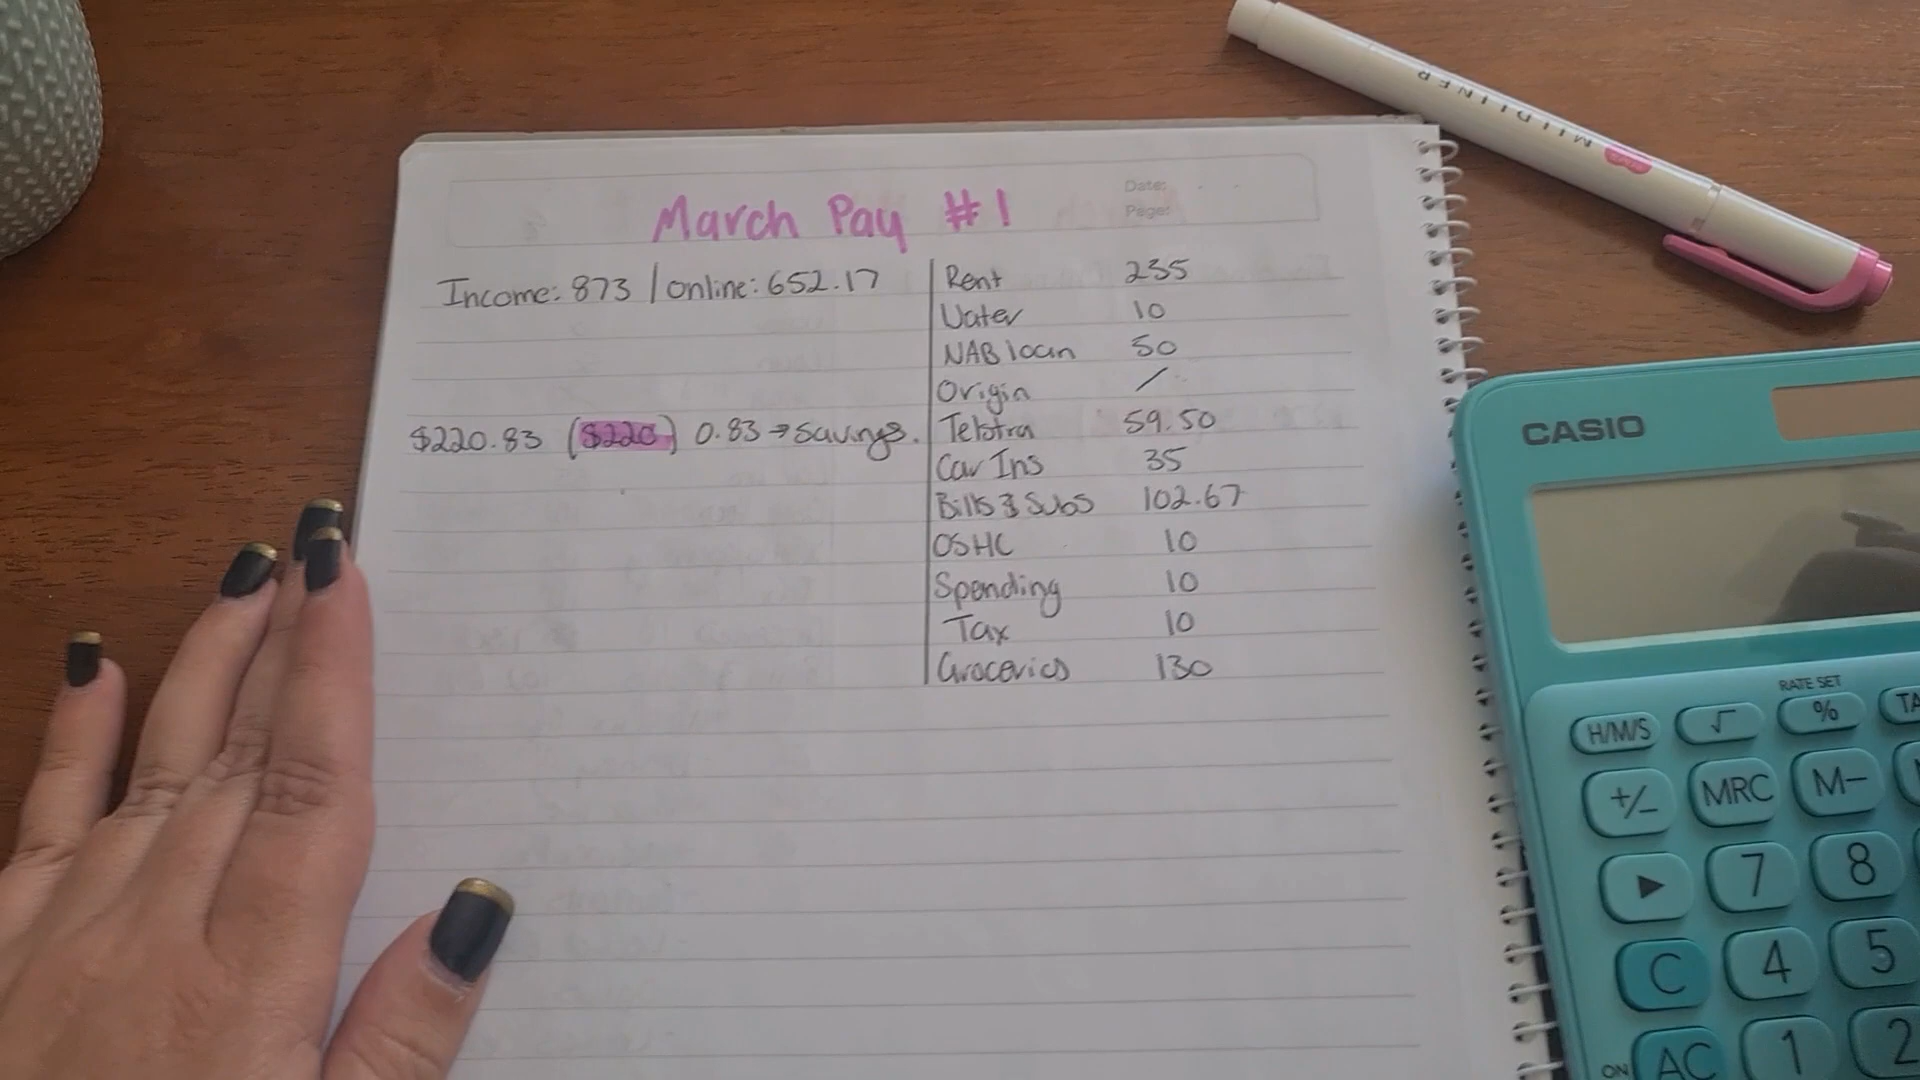 March Pay #1
Date:
Page:
Income: 873 | Online: 652.17
$220.83 ($220) 0.83 → Savings.
Rent 235
Water 10
NAB loan 50
Origin /
Telstra 59.50
Car Ins 35
Bills & Subs 102.67
OSHC 10
Spending 10
Tax 10
Groceries 130
MILDLINER
CASIO
RATE SET
H/M/S √ % TA
+/- MRC M-
▶ 7 8
C 4 5
ON AC 1 2